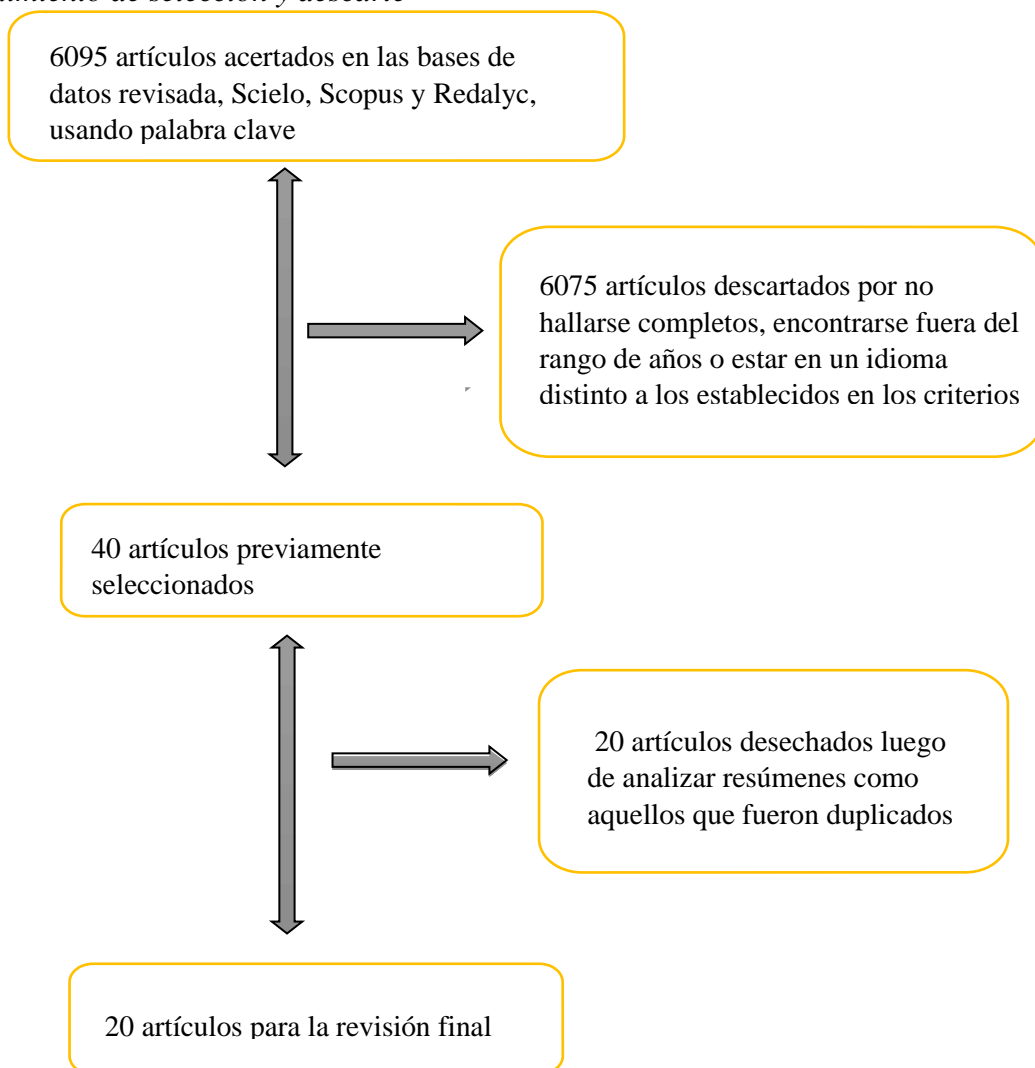 de selección y descarte
6095 artículos acertados en las bases de
datos revisada, Scielo, Scopus y Redalyc,
usando palabra clave
6075 artículos descartados por no
hallarse completos, encontrarse fuera del
rango de años o estar en un idioma
distinto a los establecidos en los criterios
40 artículos previamente
seleccionados
20 artículos desechados luego
de analizar resúmenes como
aquellos que fueron duplicados
20 artículos para la revisión final